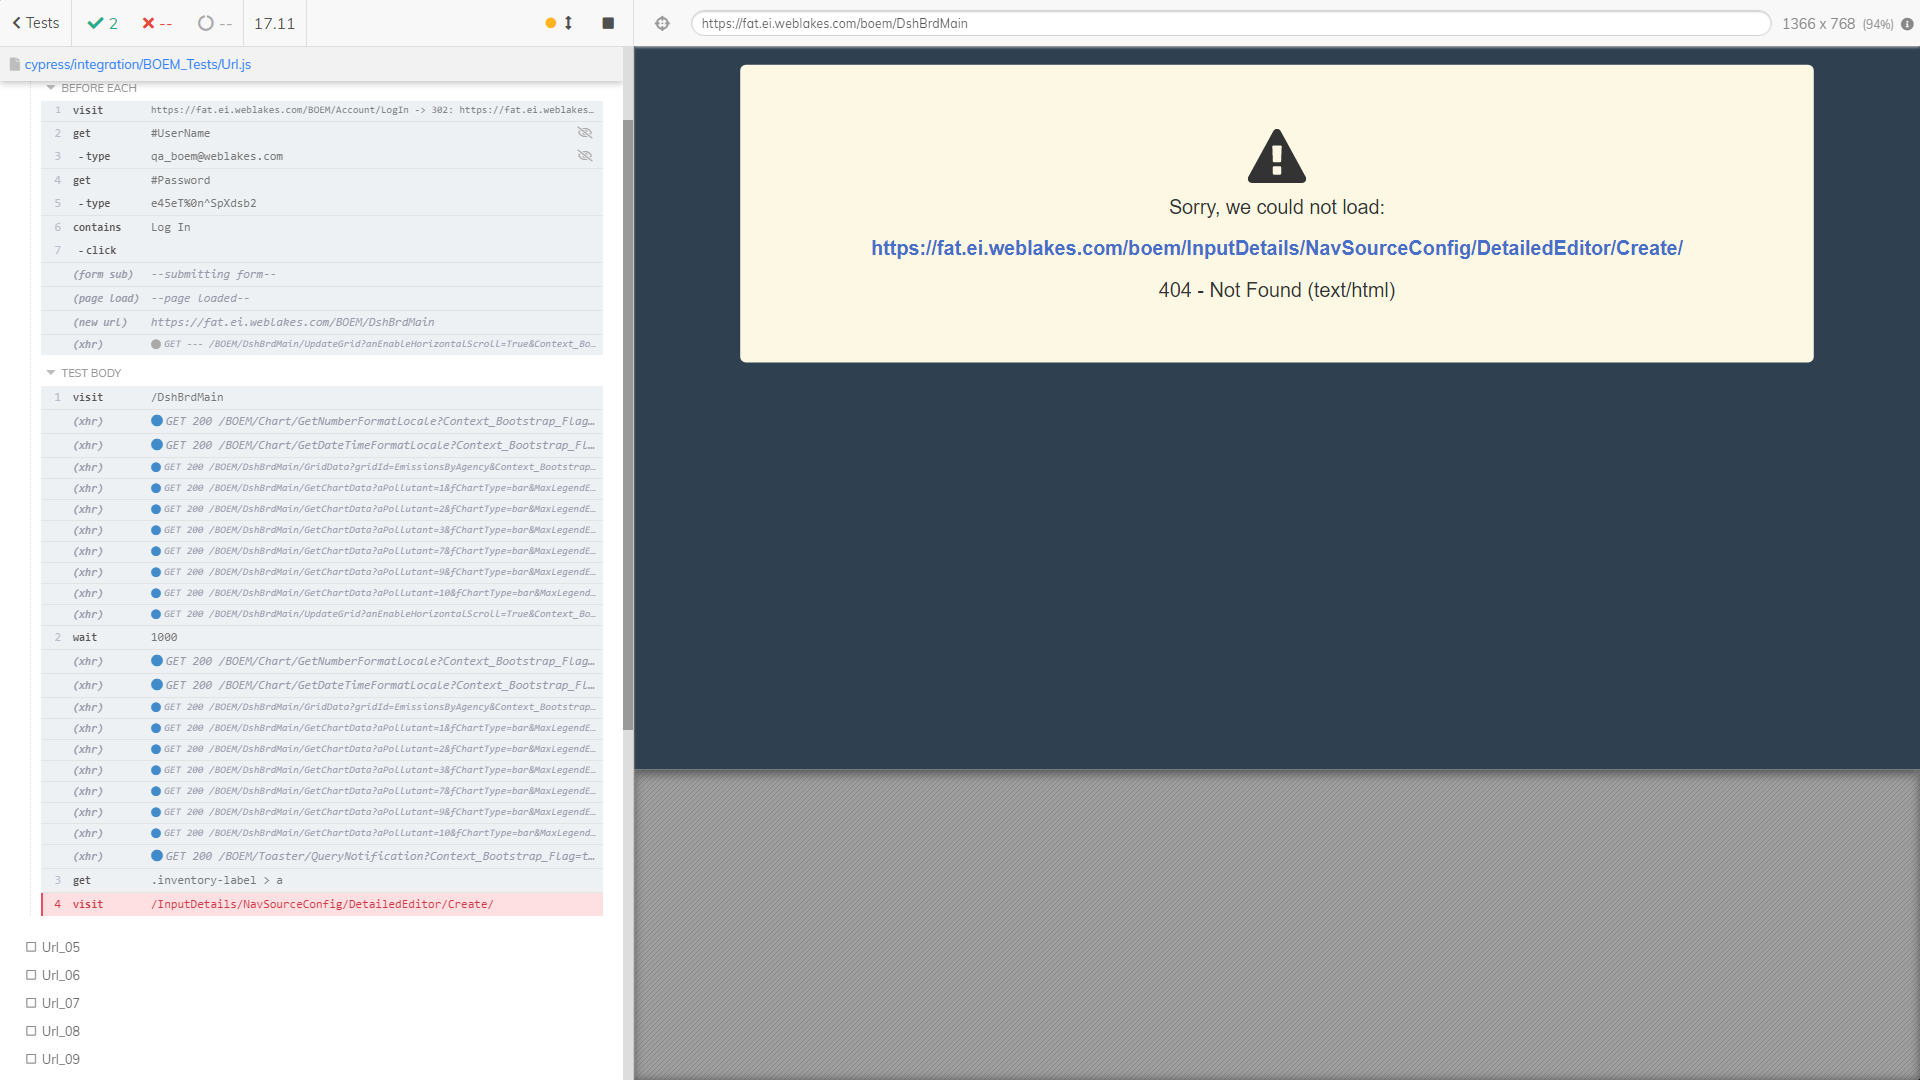 Tests
2
--
--
17.11
https://fat.ei.weblakes.com/boem/DshBrdMain
1366 x 768 (94%)
cypress/integration/BOEM_Tests/Url.js
BEFORE EACH
1 visit https://fat.ei.weblakes.com/BOEM/Account/LogIn -> 302: https://fat.ei.weblakes…
2 get #UserName
3 - type qa_boem@weblakes.com
4 get #Password
5 - type e45eT%0n^SpXdsb2
6 contains Log In
7 - click
(form sub) --submitting form--
(page load) --page loaded--
(new url) https://fat.ei.weblakes.com/BOEM/DshBrdMain
(xhr) GET --- /BOEM/DshBrdMain/UpdateGrid?anEnableHorizontalScroll=True&Context_Bo…
TEST BODY
1 visit /DshBrdMain
(xhr) GET 200 /BOEM/Chart/GetNumberFormatLocale?Context_Bootstrap_Flag…
(xhr) GET 200 /BOEM/Chart/GetDateTimeFormatLocale?Context_Bootstrap_Fl…
(xhr) GET 200 /BOEM/DshBrdMain/GridData?gridId=EmissionsByAgency&Context_Bootstrap…
(xhr) GET 200 /BOEM/DshBrdMain/GetChartData?aPollutant=1&fChartType=bar&MaxLegendE…
(xhr) GET 200 /BOEM/DshBrdMain/GetChartData?aPollutant=2&fChartType=bar&MaxLegendE…
(xhr) GET 200 /BOEM/DshBrdMain/GetChartData?aPollutant=3&fChartType=bar&MaxLegendE…
(xhr) GET 200 /BOEM/DshBrdMain/GetChartData?aPollutant=7&fChartType=bar&MaxLegendE…
(xhr) GET 200 /BOEM/DshBrdMain/GetChartData?aPollutant=9&fChartType=bar&MaxLegendE…
(xhr) GET 200 /BOEM/DshBrdMain/GetChartData?aPollutant=10&fChartType=bar&MaxLegend…
(xhr) GET 200 /BOEM/DshBrdMain/UpdateGrid?anEnableHorizontalScroll=True&Context_Bo…
2 wait 1000
(xhr) GET 200 /BOEM/Chart/GetNumberFormatLocale?Context_Bootstrap_Flag…
(xhr) GET 200 /BOEM/Chart/GetDateTimeFormatLocale?Context_Bootstrap_Fl…
(xhr) GET 200 /BOEM/DshBrdMain/GridData?gridId=EmissionsByAgency&Context_Bootstrap…
(xhr) GET 200 /BOEM/DshBrdMain/GetChartData?aPollutant=1&fChartType=bar&MaxLegendE…
(xhr) GET 200 /BOEM/DshBrdMain/GetChartData?aPollutant=2&fChartType=bar&MaxLegendE…
(xhr) GET 200 /BOEM/DshBrdMain/GetChartData?aPollutant=3&fChartType=bar&MaxLegendE…
(xhr) GET 200 /BOEM/DshBrdMain/GetChartData?aPollutant=7&fChartType=bar&MaxLegendE…
(xhr) GET 200 /BOEM/DshBrdMain/GetChartData?aPollutant=9&fChartType=bar&MaxLegendE…
(xhr) GET 200 /BOEM/DshBrdMain/GetChartData?aPollutant=10&fChartType=bar&MaxLegend…
(xhr) GET 200 /BOEM/Toaster/QueryNotification?Context_Bootstrap_Flag=t…
3 get .inventory-label > a
4 visit /InputDetails/NavSourceConfig/DetailedEditor/Create/
Url_05
Url_06
Url_07
Url_08
Url_09
Sorry, we could not load:
https://fat.ei.weblakes.com/boem/InputDetails/NavSourceConfig/DetailedEditor/Create/
404 - Not Found (text/html)